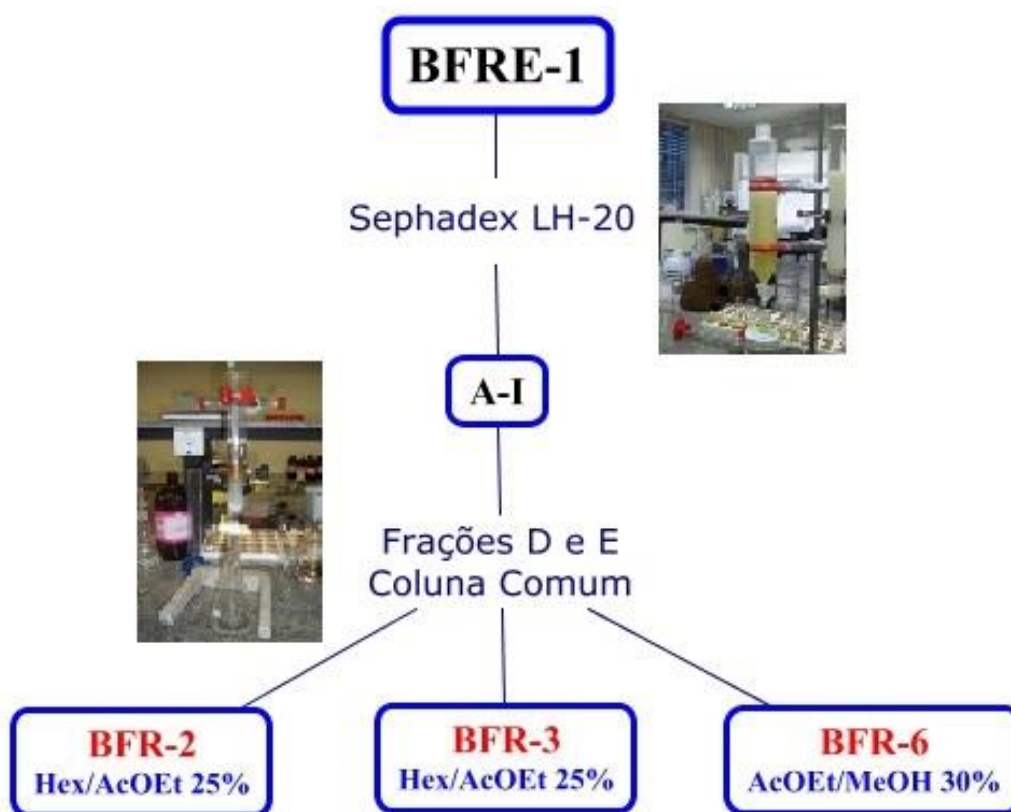 BFRE-1
Sephadex LH-20
A-I
Frações D e E
Coluna Comum
BFR-2
Hex/AcOEt 25%
BFR-3
Hex/AcOEt 25%
BFR-6
AcOEt/MeOH 30%